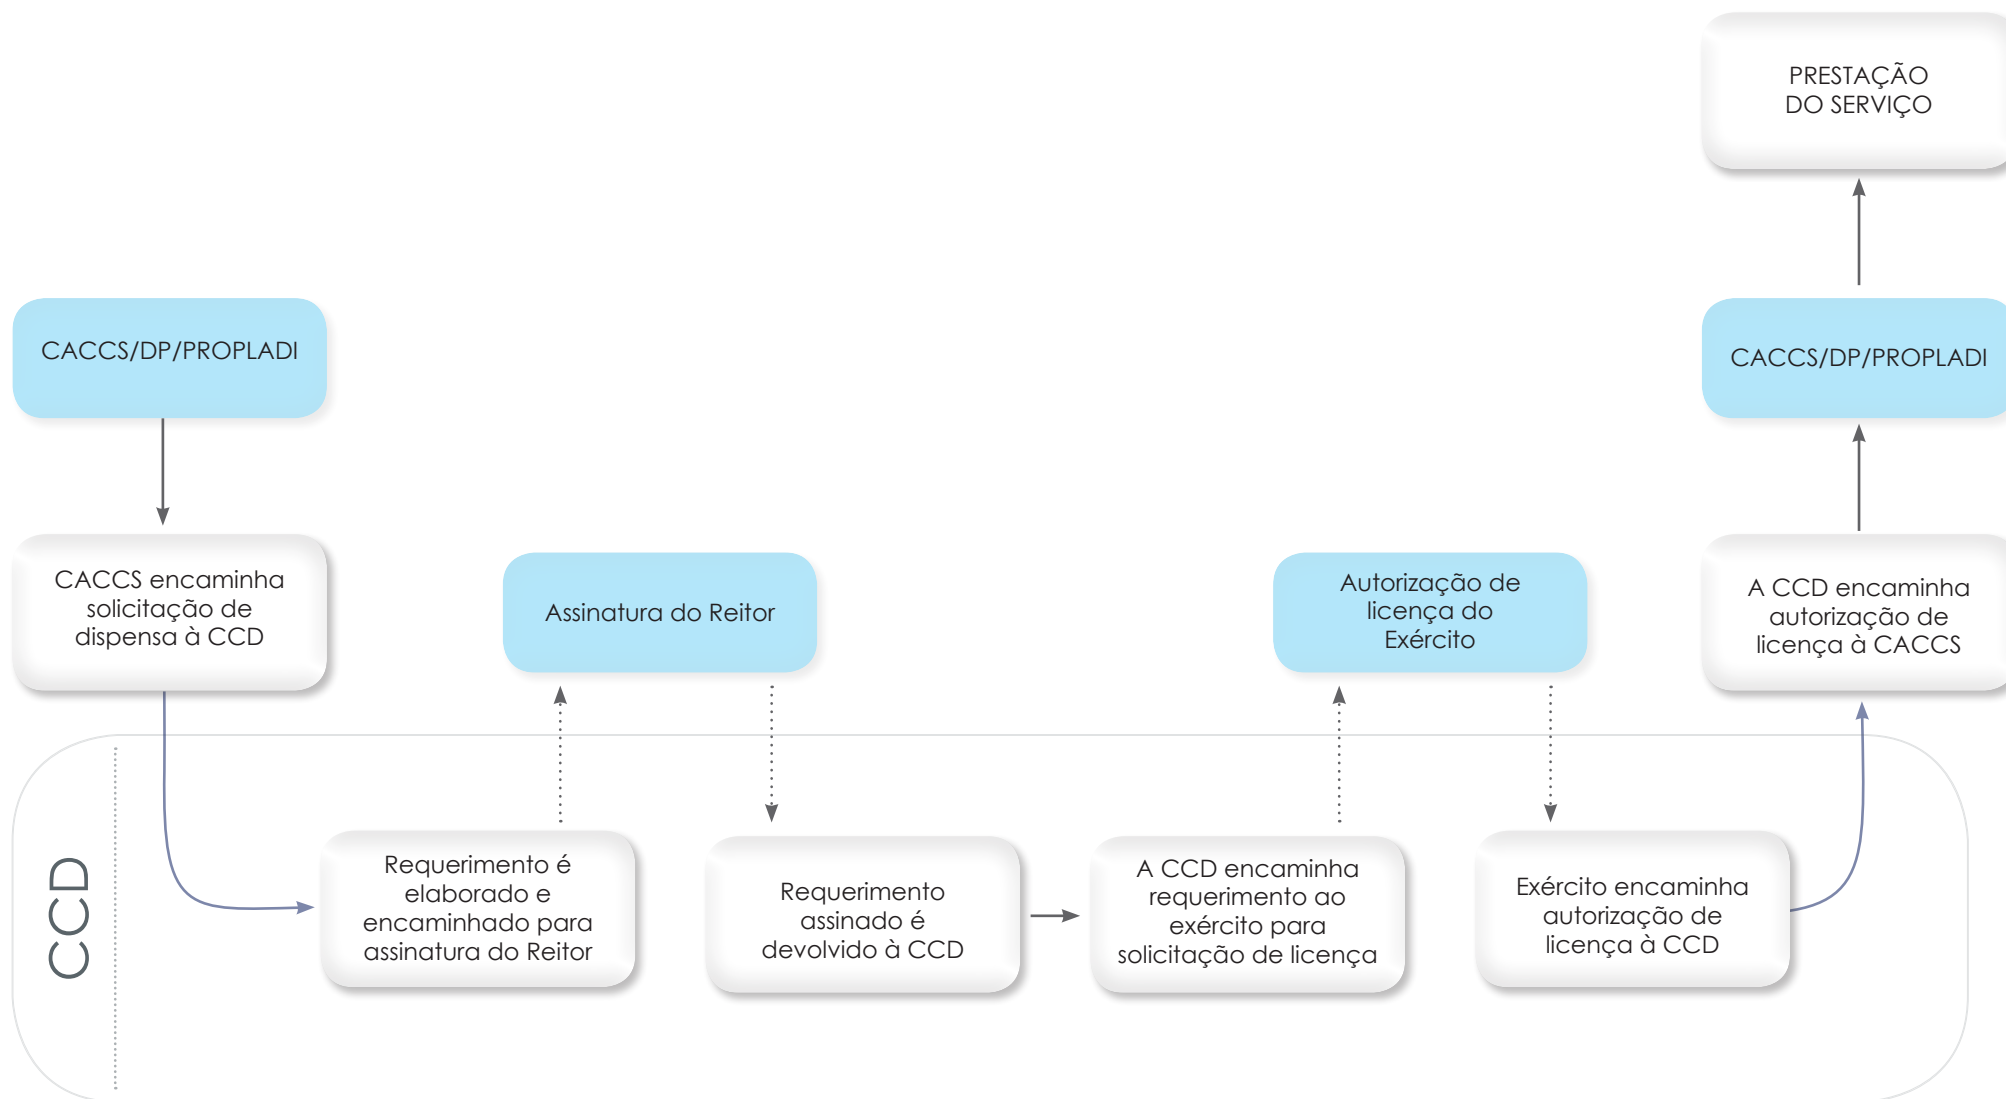 PRESTAÇÃO
DO SERVIÇO
CACCS/DP/PROPLADI
CACCS/DP/PROPLADI
CACCS encaminha
solicitação de
dispensa à CCD
Assinatura do Reitor
Autorização de
licença do
Exército
A CCD encaminha
autorização de
licença à CACCS
CCD
Requerimento é
elaborado e
encaminhado para
assinatura do Reitor
Requerimento
assinado é
devolvido à CCD
A CCD encaminha
requerimento ao
exército para
solicitação de licença
Exército encaminha
autorização de
licença à CCD